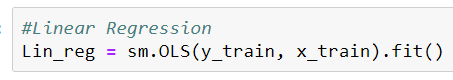 #Linear Regression
Lin_reg = sm.OLS(y_train, x_train).fit()